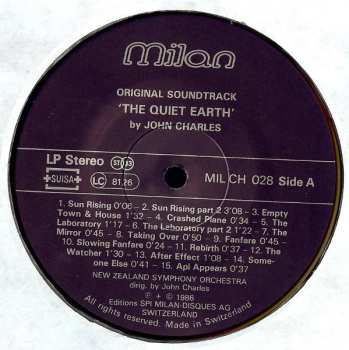 milan
ORIGINAL SOUNDTRACK
'THE QUIET EARTH'
by JOHN CHARLES
LP Stereo STEMRA
SUISA LC 8126 MIL CH 028 Side A
1. Sun Rising 0'06 – 2. Sun Rising part 2 3'08 – 3. Empty
Town & House 1'32 – 4. Crashed Plane 0'34 – 5. The
Laboratory 1'17 – 6. The Laboratory part 2 1'22 – 7. The
Mirror 0'45 – 8. Taking Over 0'50 – 9. Fanfare 0'45 –
10. Slowing Fanfare 0'24 – 11. Rebirth 0'37 – 12. The
Watcher 1'30 – 13. After Effect 1'08 – 14. Some-
one Else 0'41 – 15. Api Appears 0'37
NEW ZEALAND SYMPHONY ORCHESTRA
dirig. by John Charles
℗ + © 1986
Editions SPI MILAN-DISQUES AG
SWITZERLAND
All rights reserved. Made in Switzerland